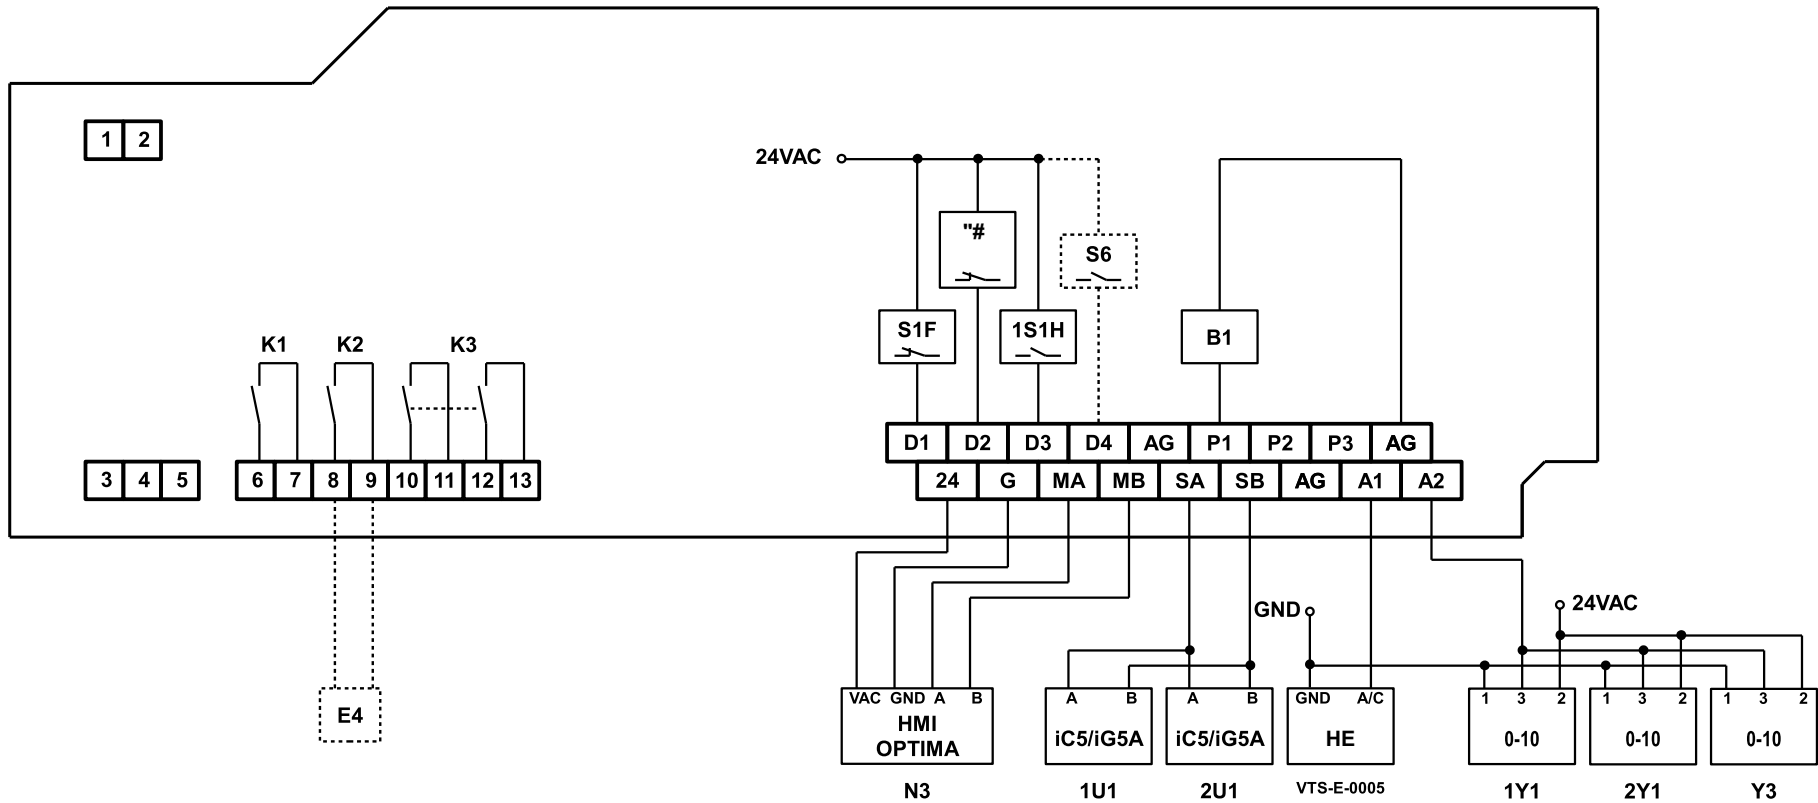 1 2
24VAC
"#
S6
S1F 1S1H B1
K1 K2 K3
D1 D2 D3 D4 AG P1 P2 P3 AG
3 4 5 6 7 8 9 10 11 12 13
24 G MA MB SA SB AG A1 A2
GND 24VAC
VAC GND A B
HMI
OPTIMA
A B
iC5/iG5A
A B
iC5/iG5A
GND A/C
HE
1 3 2
0-10
1 3 2
0-10
1 3 2
0-10
E4
N3 1U1 2U1 VTS-E-0005 1Y1 2Y1 Y3